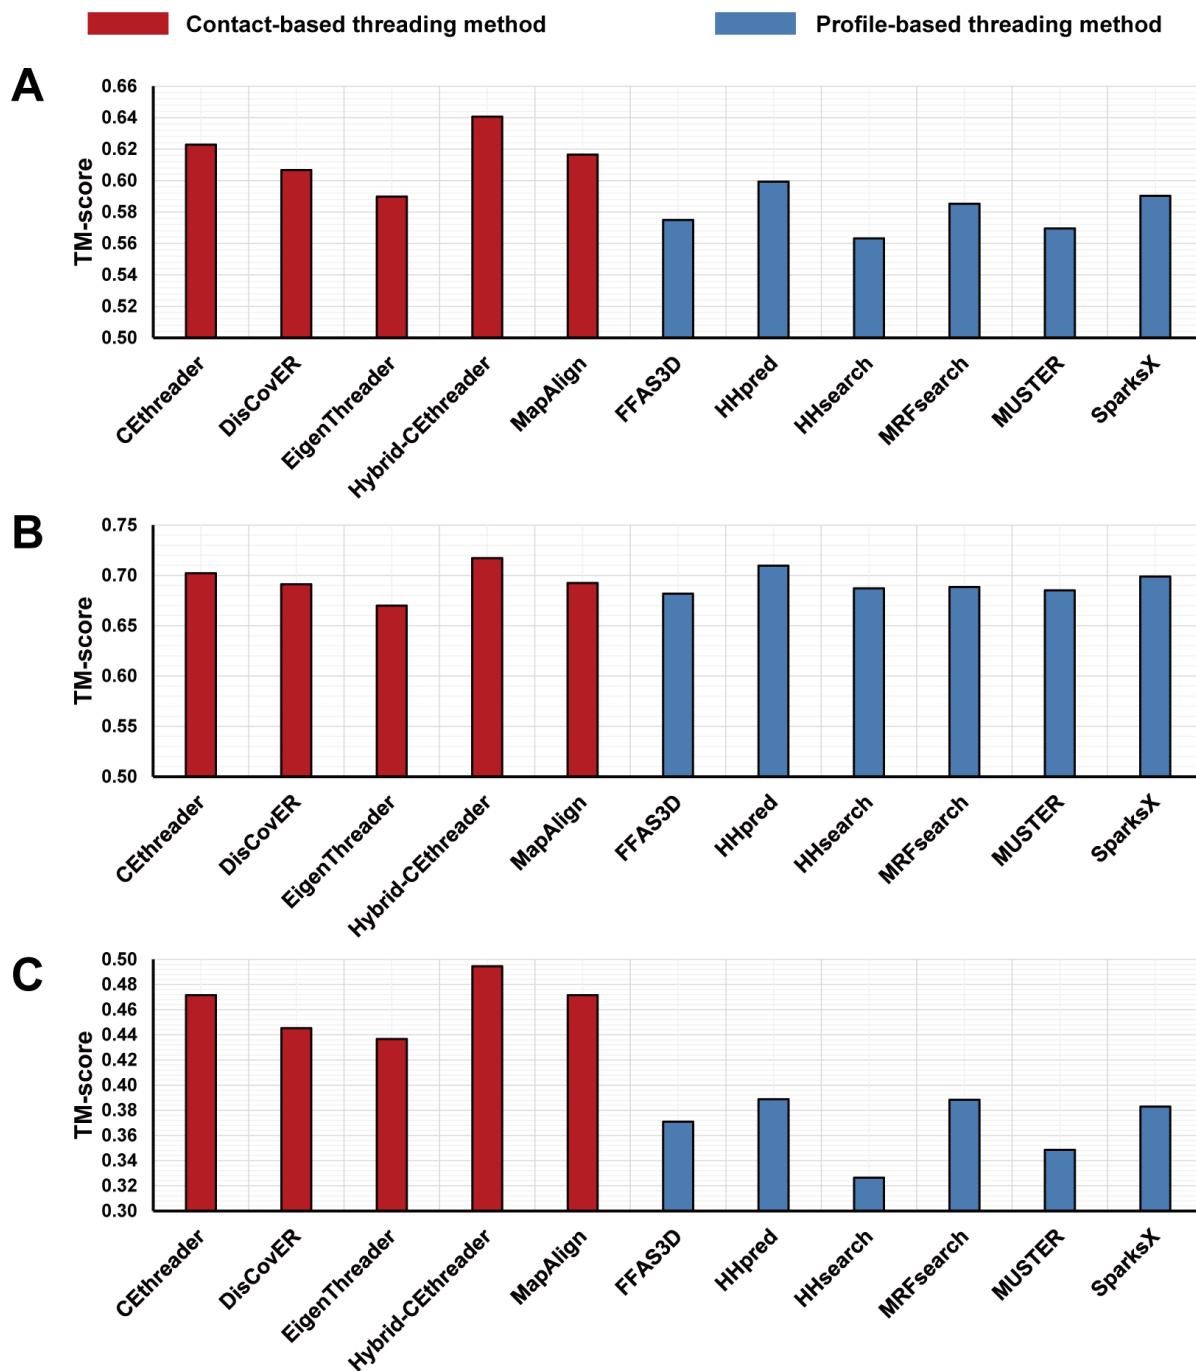 Contact-based threading method
Profile-based threading method
A
TM-score
0.66
0.64
0.62
0.60
0.58
0.56
0.54
0.52
0.50
CEthreader
DisCovER
EigenThreader
Hybrid-CEthreader
MapAlign
FFAS3D
HHpred
HHsearch
MRFsearch
MUSTER
SparksX
B
TM-score
0.75
0.70
0.65
0.60
0.55
0.50
CEthreader
DisCovER
EigenThreader
Hybrid-CEthreader
MapAlign
FFAS3D
HHpred
HHsearch
MRFsearch
MUSTER
SparksX
C
TM-score
0.50
0.48
0.46
0.44
0.42
0.40
0.38
0.36
0.34
0.32
0.30
CEthreader
DisCovER
EigenThreader
Hybrid-CEthreader
MapAlign
FFAS3D
HHpred
HHsearch
MRFsearch
MUSTER
SparksX